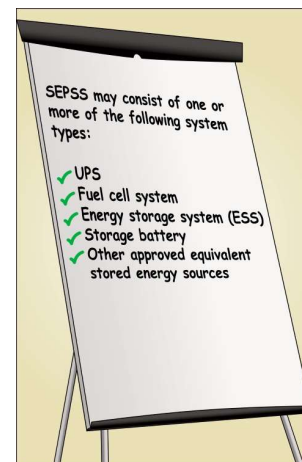 SEPSS may consist of one or
more of the following system
types:
UPS
Fuel cell system
Energy storage system (ESS)
Storage battery
Other approved equivalent
stored energy sources